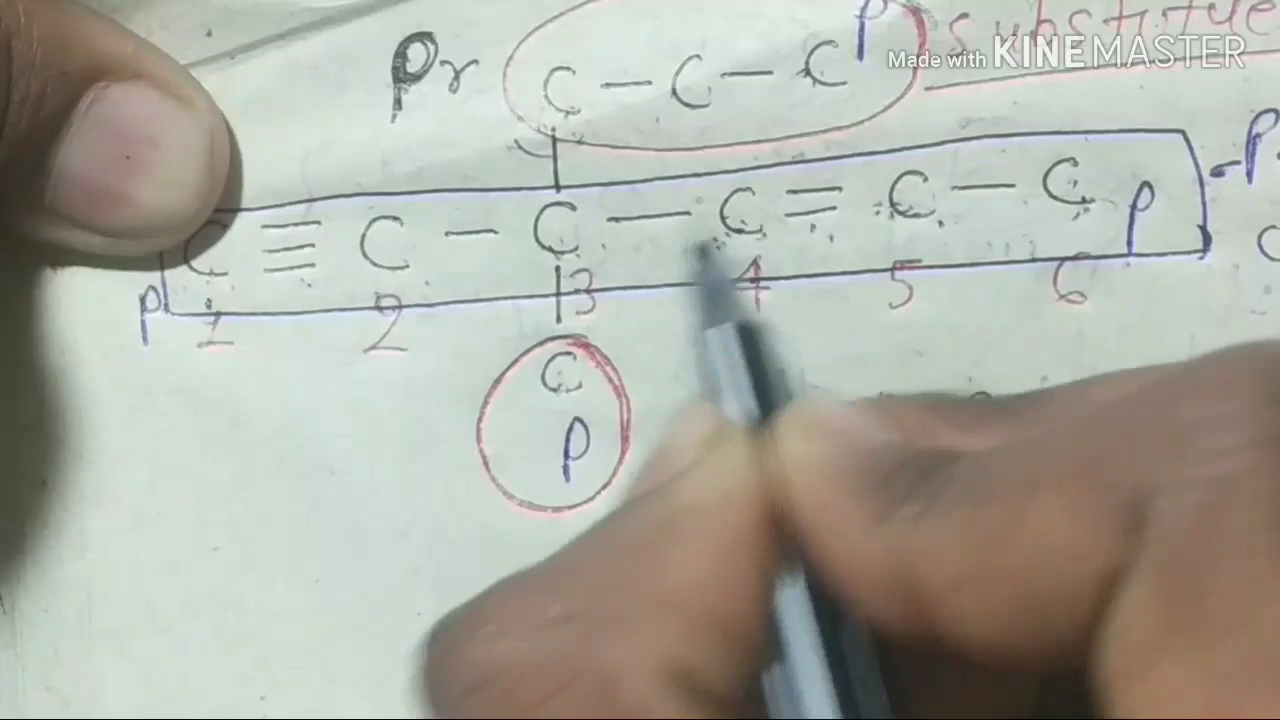 P substitue
Made with KINEMASTER
Pr C - C - C
C ≡ C - C - C = C - C P - P
P 1 2 3 4 5 6 C
C
P